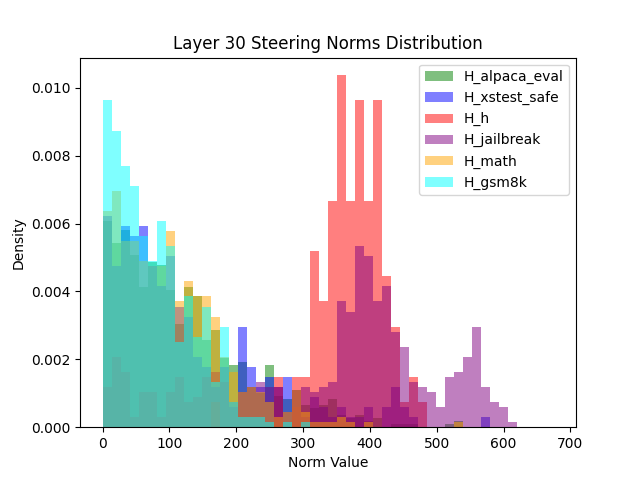 Layer 30 Steering Norms Distribution
0.010
0.008
0.006
0.004
0.002
0.000
Density
H_alpaca_eval
H_xstest_safe
H_h
H_jailbreak
H_math
H_gsm8k
0 100 200 300 400 500 600 700
Norm Value